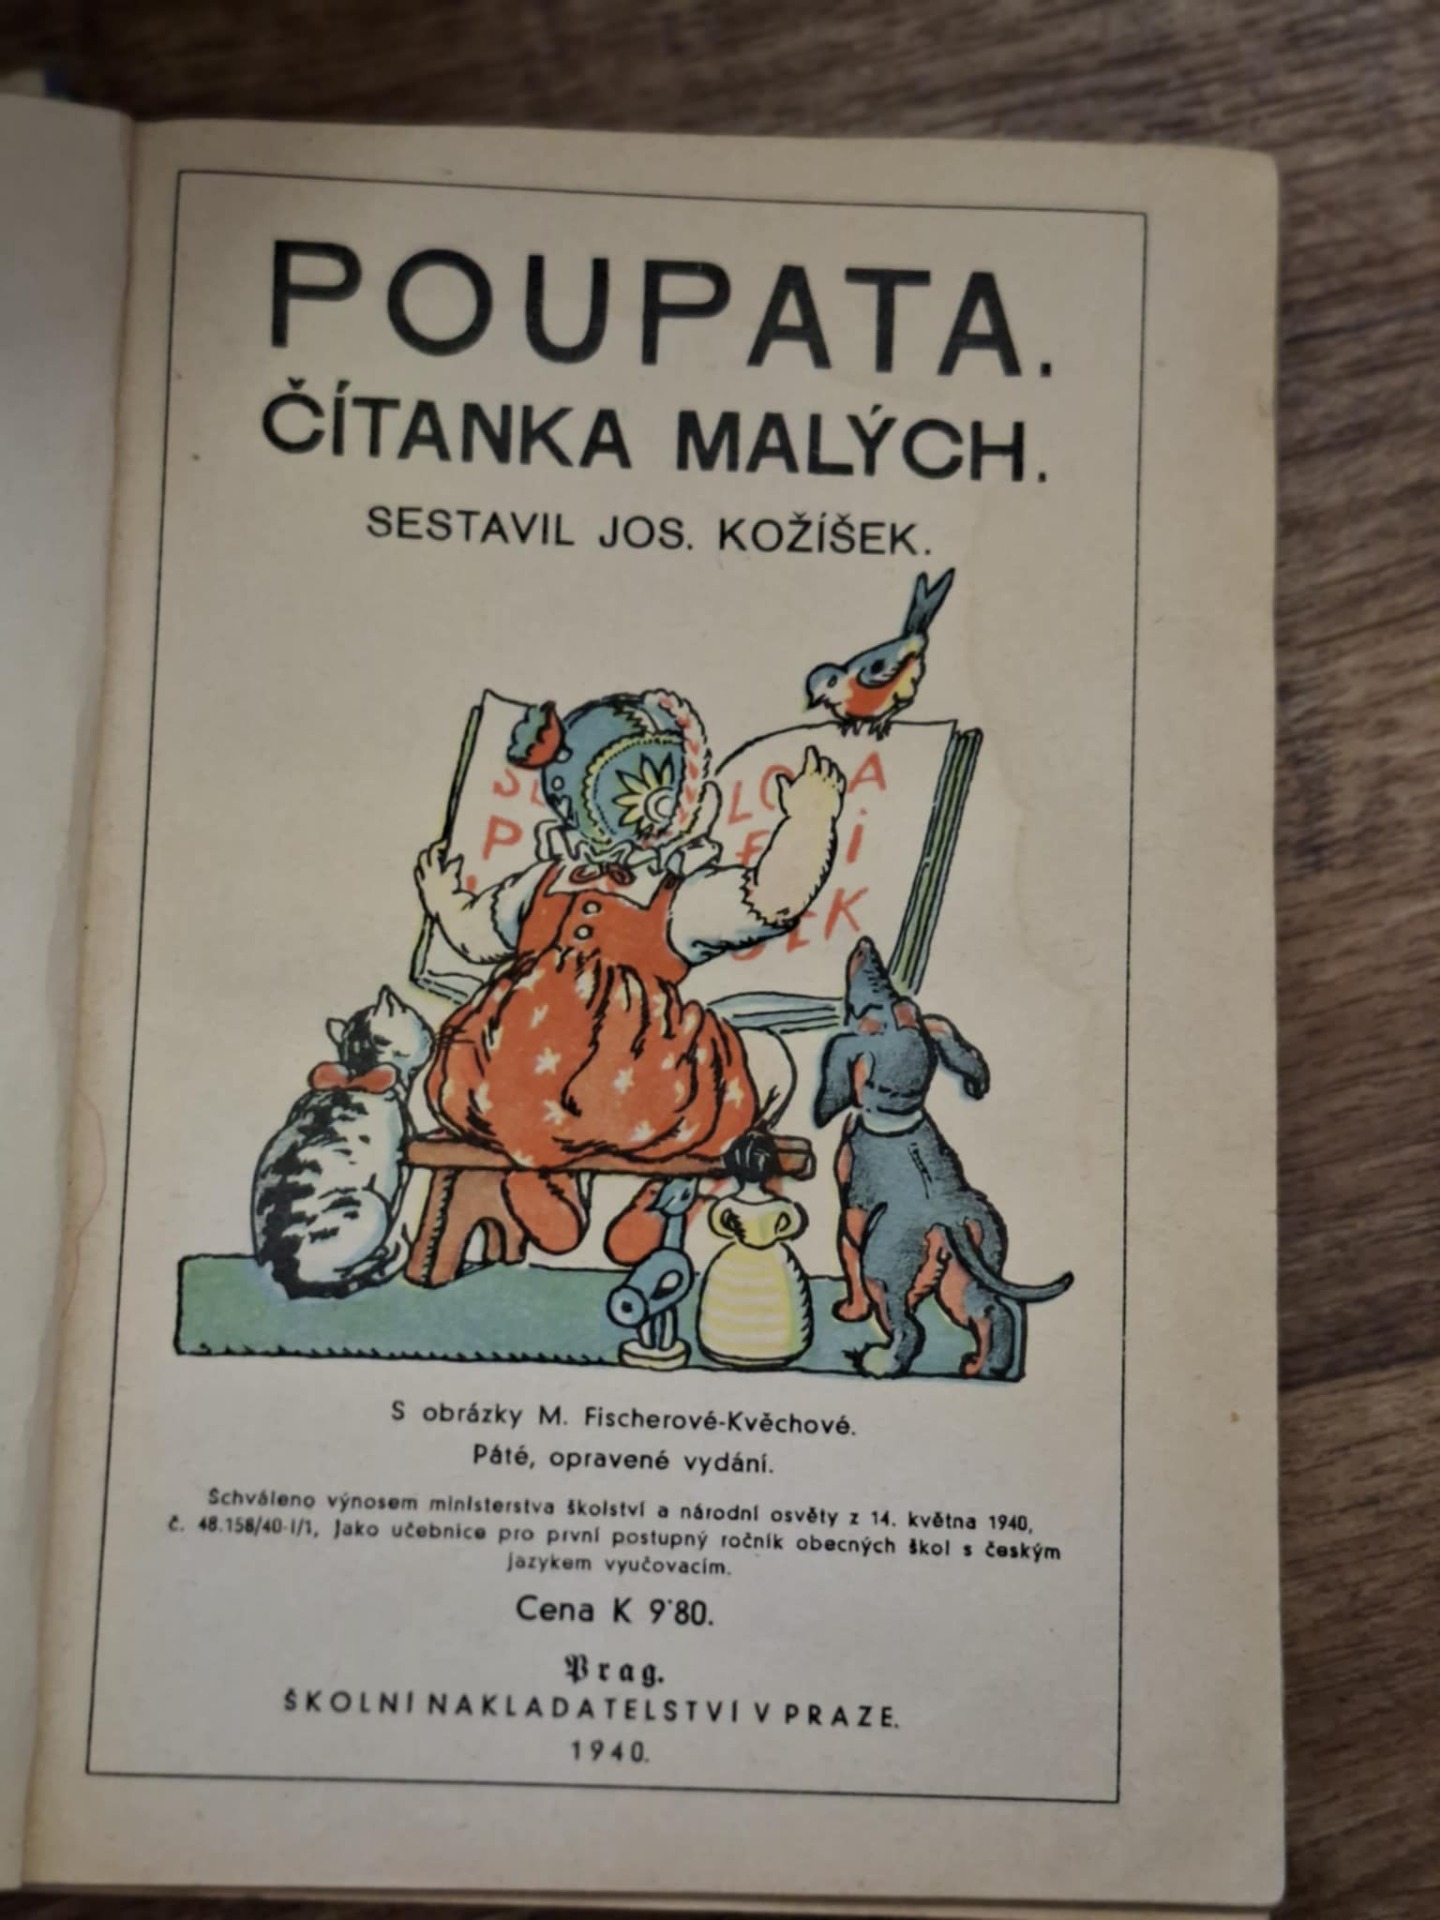 POUPATA.
ČÍTANKA MALÝCH.
SESTAVIL JOS. KOŽÍŠEK.
S obrázky M. Fischerové-Kvěchové.
Páté, opravené vydání.
Schváleno výnosem ministerstva školství a národní osvěty z 14. května 1940,
č. 48.158/40-I/1, jako učebnice pro první postupný ročník obecných škol s českým
jazykem vyučovacím.
Cena K 9·80.
Prag.
ŠKOLNÍ NAKLADATELSTVÍ V PRAZE.
1940.